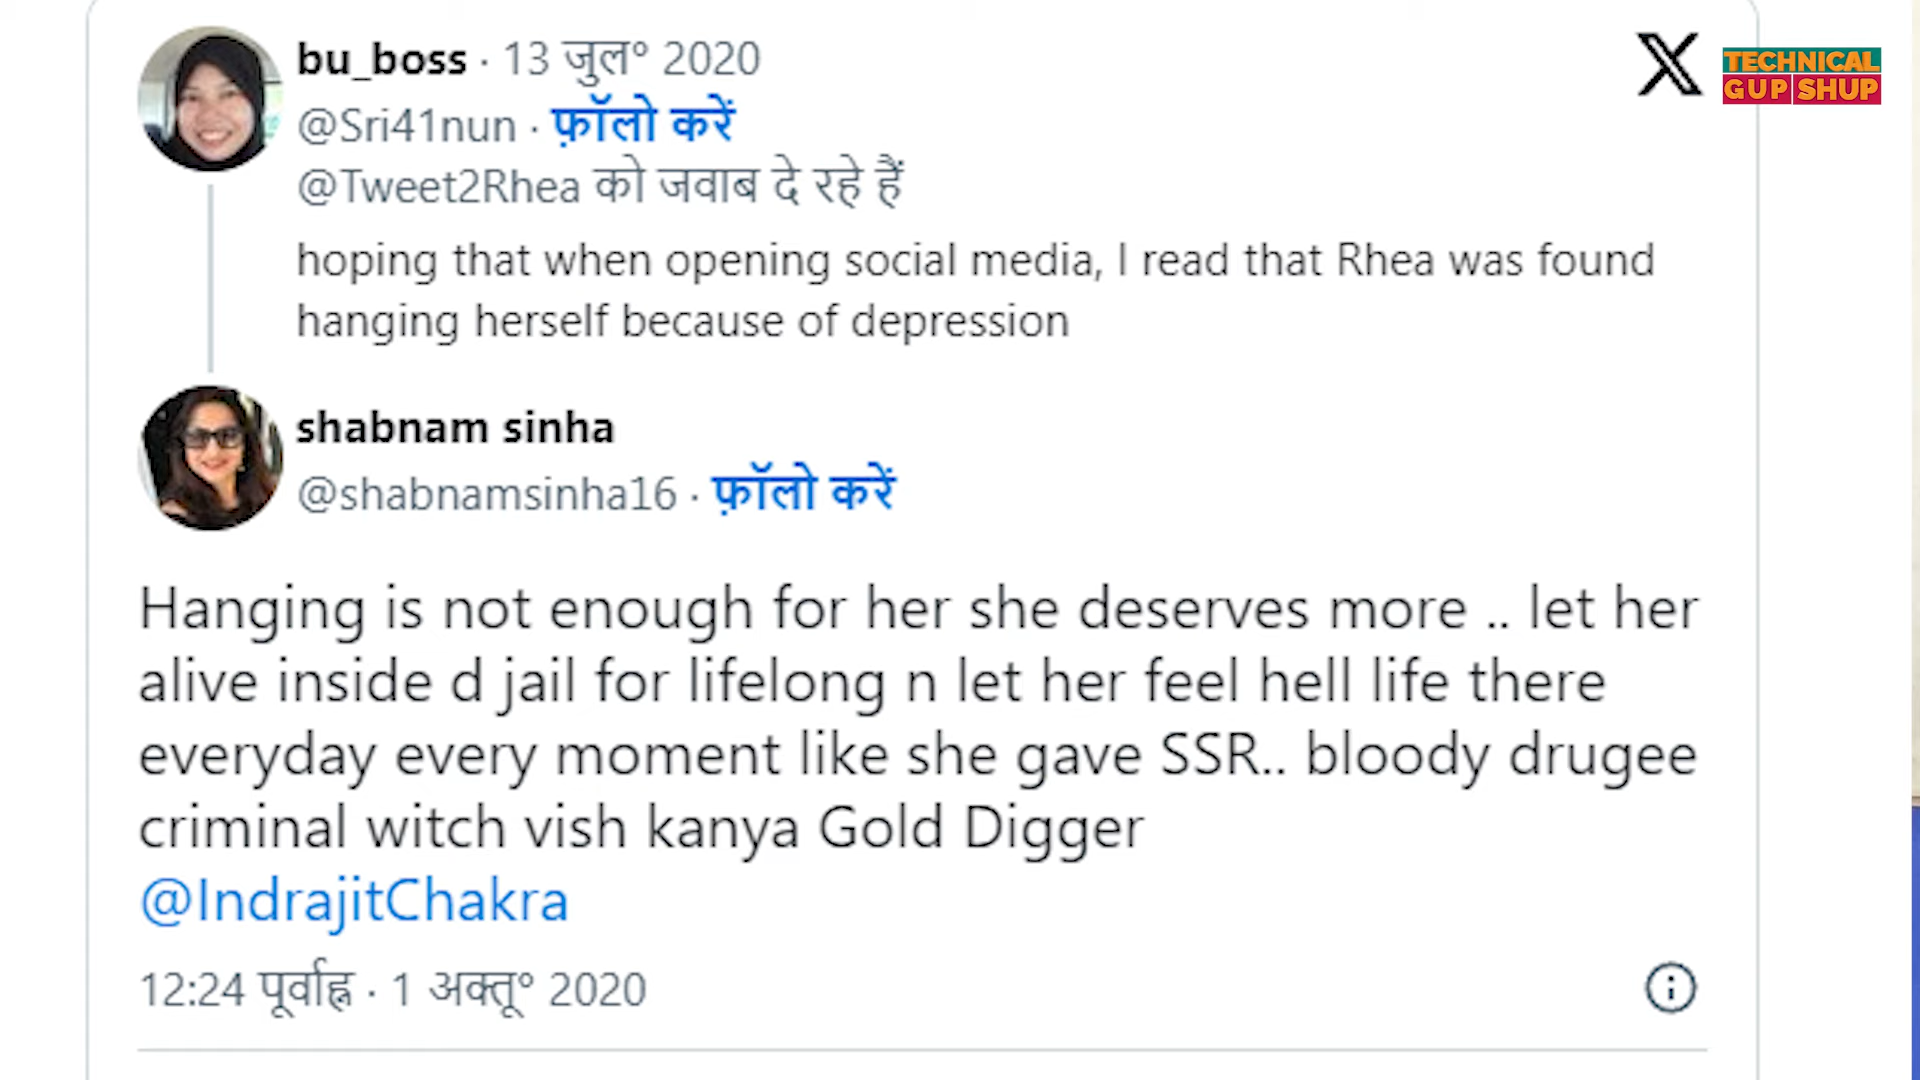 bu_boss · 13 जुल॰ 2020
@Sri41nun · फ़ॉलो करें
@Tweet2Rhea को जवाब दे रहे हैं
hoping that when opening social media, I read that Rhea was found
hanging herself because of depression
shabnam sinha
@shabnamsinha16 · फ़ॉलो करें
Hanging is not enough for her she deserves more .. let her
alive inside d jail for lifelong n let her feel hell life there
everyday every moment like she gave SSR.. bloody drugee
criminal witch vish kanya Gold Digger
@IndrajitChakra
12:24 पूर्वाह्न · 1 अक्तू॰ 2020
TECHNICAL
GUP SHUP